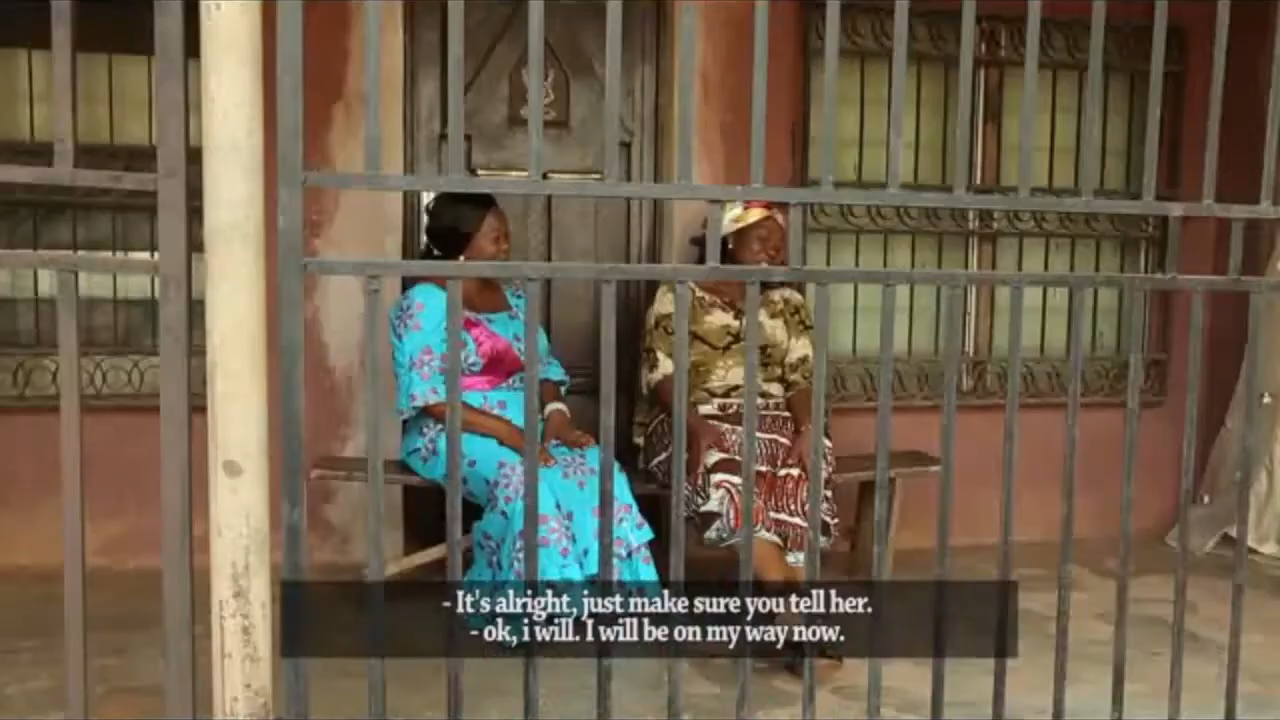 - It's alright, just make sure you tell her.
- ok, i will. I will be on my way now.